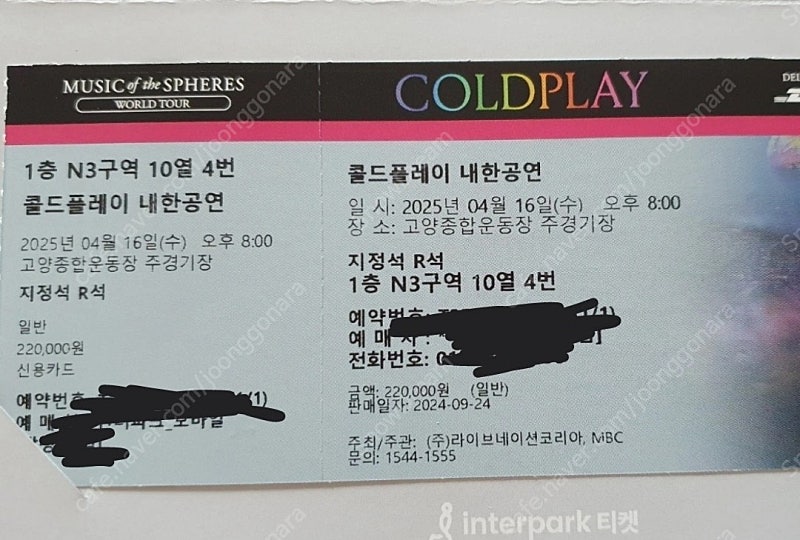 MUSIC of the SPHERES
WORLD TOUR
1층 N3구역 10열 4번
콜드플레이 내한공연
2025년 04월 16일(수) 오후 8:00
고양종합운동장 주경기장
지정석 R석
일반
220,000원
신용카드
예약번호
예 매
COLDPLAY
콜드플레이 내한공연
일 시: 2025년 04월 16일(수) 오후 8:00
장 소: 고양종합운동장 주경기장
지정석 R석
1층 N3구역 10열 4번
예약번호:
예 매 자:
전화번호:
금액: 220,000원 (일반)
판매일자: 2024-09-24
주최/주관: (주)라이브네이션코리아, MBC
문의: 1544-1555
interpark 티켓
cafe.naver.com/joonggonara